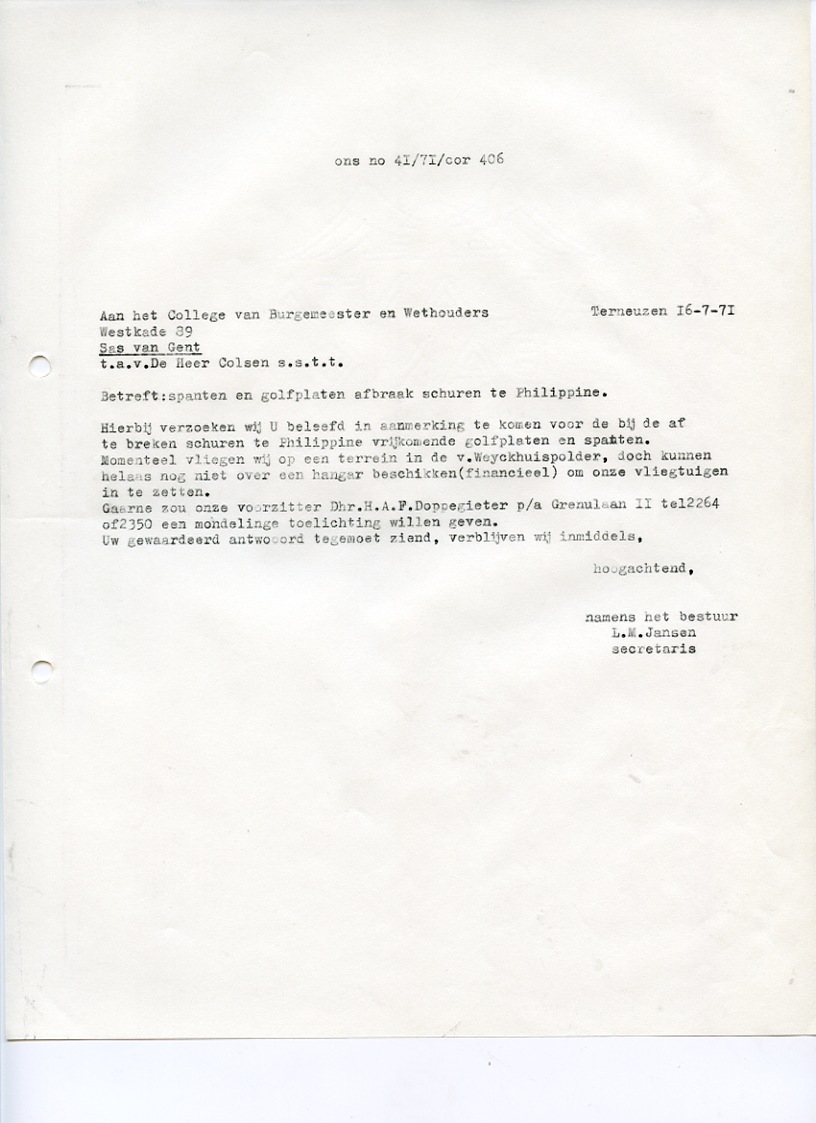 ons no 4I/7I/cor 406
Aan het College van Burgemeester en Wethouders Terneuzen I6-7-7I
Westkade 89
Sas van Gent
t.a.v.De Heer Colsen s.s.t.t.
Betreft:spanten en golfplaten afbraak schuren te Philippine.
Hierbij verzoeken wij U beleefd in aanmerking te komen voor de bij de af
te breken schuren te Philippine vrijkomende golfplaten en spanten.
Momenteel vliegen wij op een terrein in de v.Weyckhuispolder, doch kunnen
helaas nog niet over een hangar beschikken(financieel) om onze vliegtuigen
in te zetten.
Gaarne zou onze voorzitter Dhr.H.A.F.Doppegieter p/a Grenulaan II tel2264
of2350 een mondelinge toelichting willen geven.
Uw gewaardeerd antwooord tegemoet ziend, verblijven wij inmiddels,
hoogachtend,
namens het bestuur
L.M.Jansen
secretaris